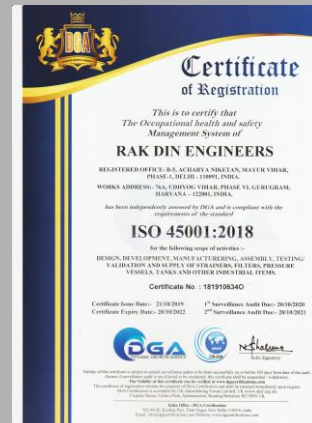 DGA
Certificate
of Registration
This is to certify that
The Occupational health and safety
Management System of
RAK DIN ENGINEERS
REGISTERED OFFICE: B-5, ACHARYA NIKETAN, MAYUR VIHAR,
PHASE-1, DELHI - 110091, INDIA.
WORKS ADDRESS:- 76A, UDHYOG VIHAR, PHASE VI, GURUGRAM,
HARYANA - 122001, INDIA.
has been independently assessed by DGA and is compliant with the
requirements of the standard
ISO 45001:2018
for the following scope of activities :-
DESIGN, DEVELOPMENT, MANUFACTURERING, ASSEMBLY, TESTING/
VALIDATION AND SUPPLY OF STRAINERS, FILTERS, PRESSURE
VESSELS, TANKS AND OTHER INDUSTRIAL ITEMS.
Certificate No. : 181910634O
Certificate Issue Date:- 21/10/2019
1st Surveillance Audit Due:- 20/10/2020
Certificate Expiry Date:- 20/10/2022
2nd Surveillance Audit Due:- 20/10/2021
DGA